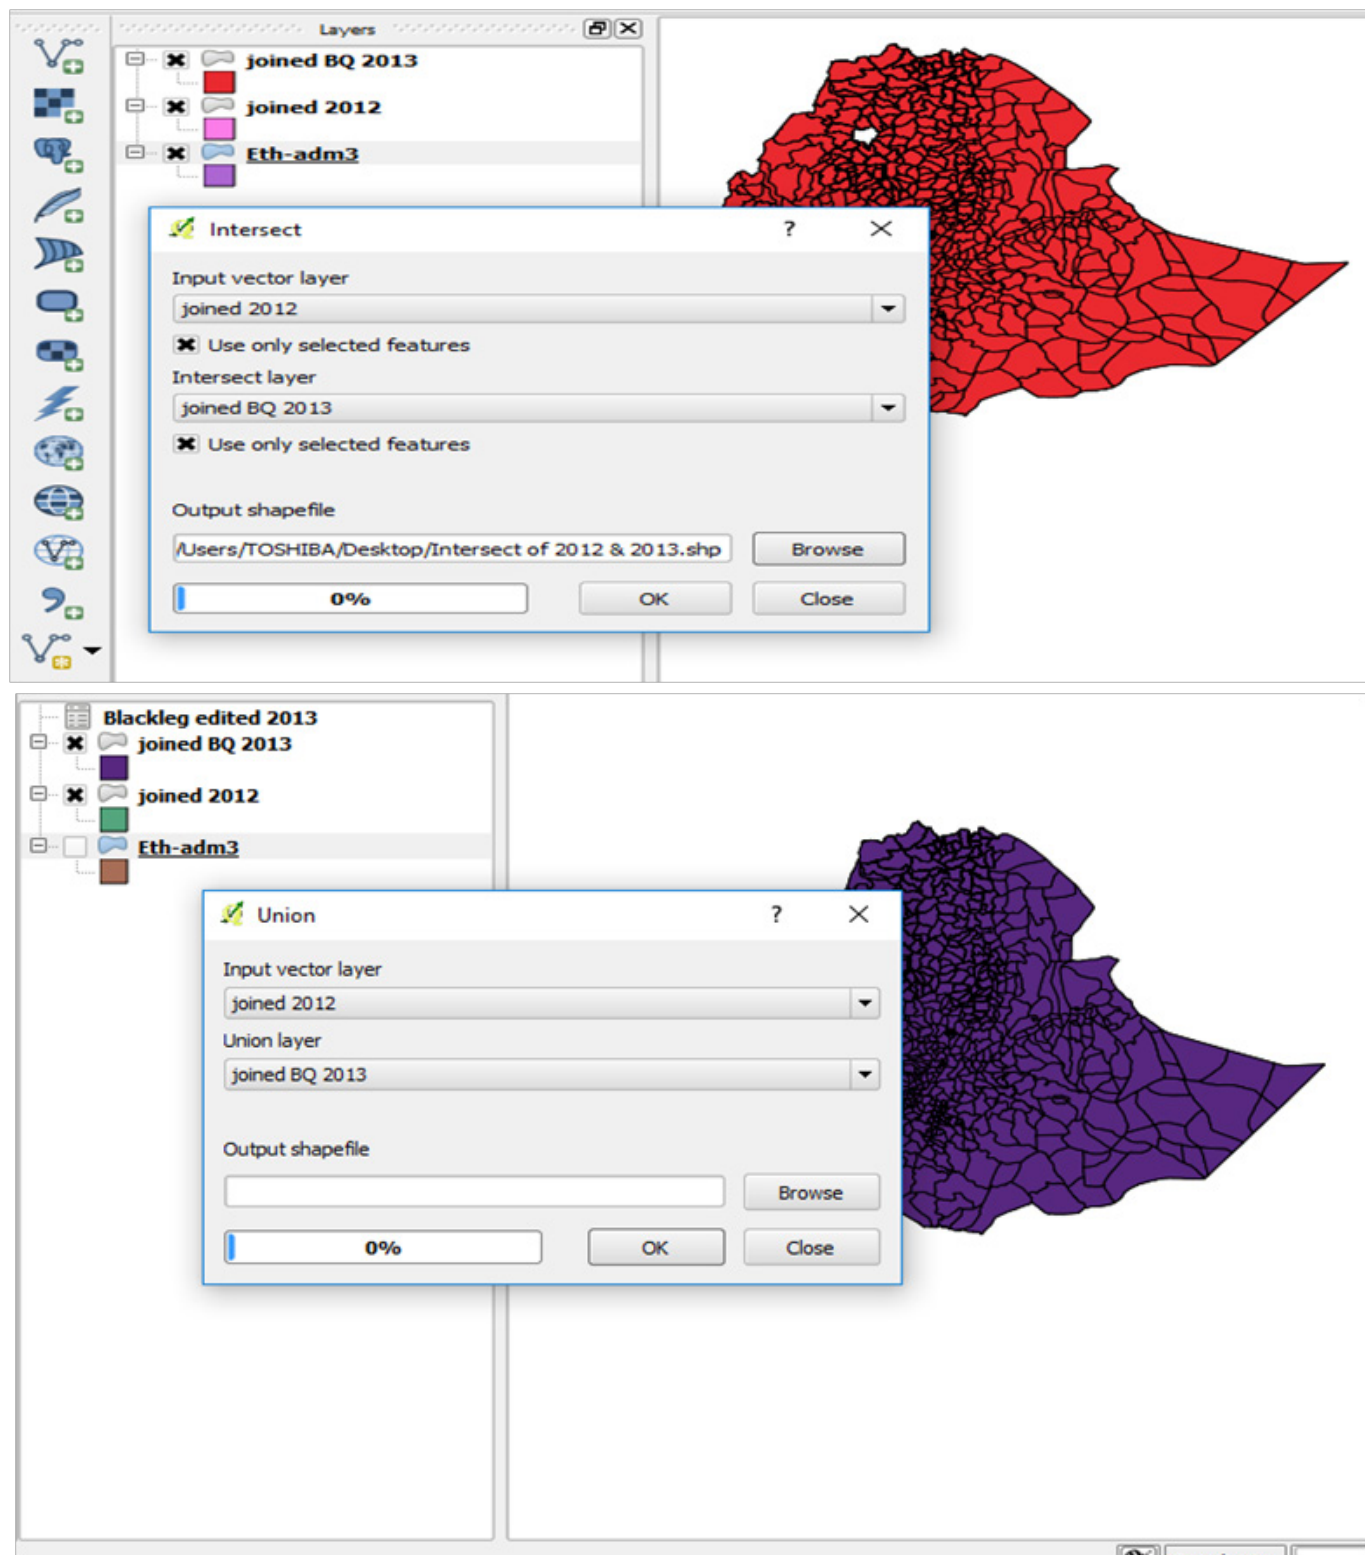 Layers
joined BQ 2013
joined 2012
Eth-adm3
Intersect
?
Input vector layer
joined 2012
Use only selected features
Intersect layer
joined BQ 2013
Use only selected features
Output shapefile
/Users/TOSHIBA/Desktop/Intersect of 2012 & 2013.shp
Browse
0%
OK
Close
Blackleg edited 2013
joined BQ 2013
joined 2012
Eth-adm3
Union
?
Input vector layer
joined 2012
Union layer
joined BQ 2013
Output shapefile
Browse
0%
OK
Close